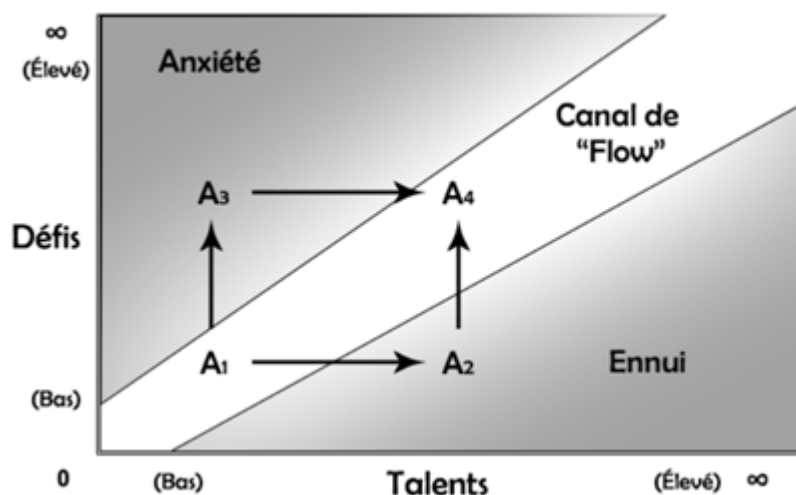 ∞
(Élevé)
Anxiété
Canal de
“Flow”
A3
A4
Défis
A1
A2
Ennui
(Bas)
0
(Bas)
Talents
(Élevé)
∞